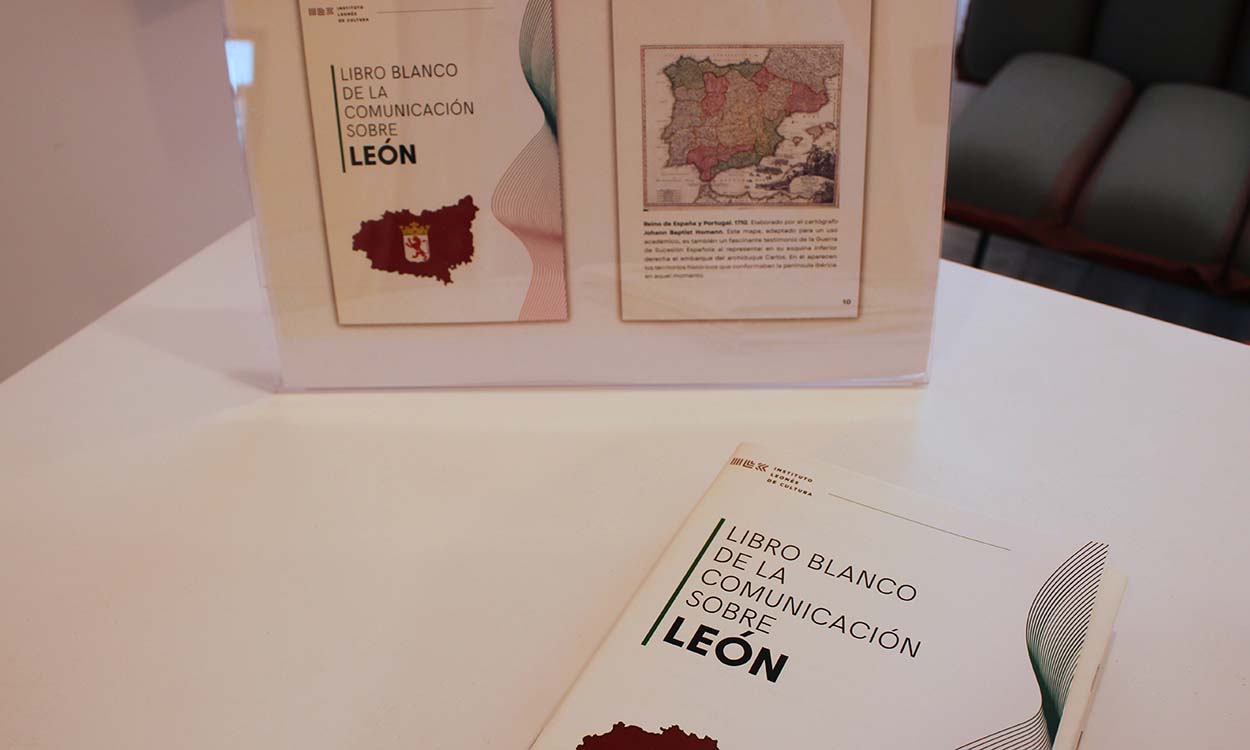 INSTITUTO
LEONÉS
DE CULTURA
LIBRO BLANCO
DE LA
COMUNICACIÓN
SOBRE
LEÓN
Reino de España y Portugal. 1710. Elaborado por el cartógrafo
Johann Baptist Homann. Este mapa, adaptado para un uso
académico, es también un fascinante testimonio de la Guerra
de Sucesión Española al representar en su esquina inferior
derecha el embarque del archiduque Carlos. En él aparecen
los territorios históricos que conformaban la península ibérica
en aquel momento.
10
INSTITUTO
LEONÉS
DE CULTURA
LIBRO BLANCO
DE LA
COMUNICACIÓN
SOBRE
LEÓN